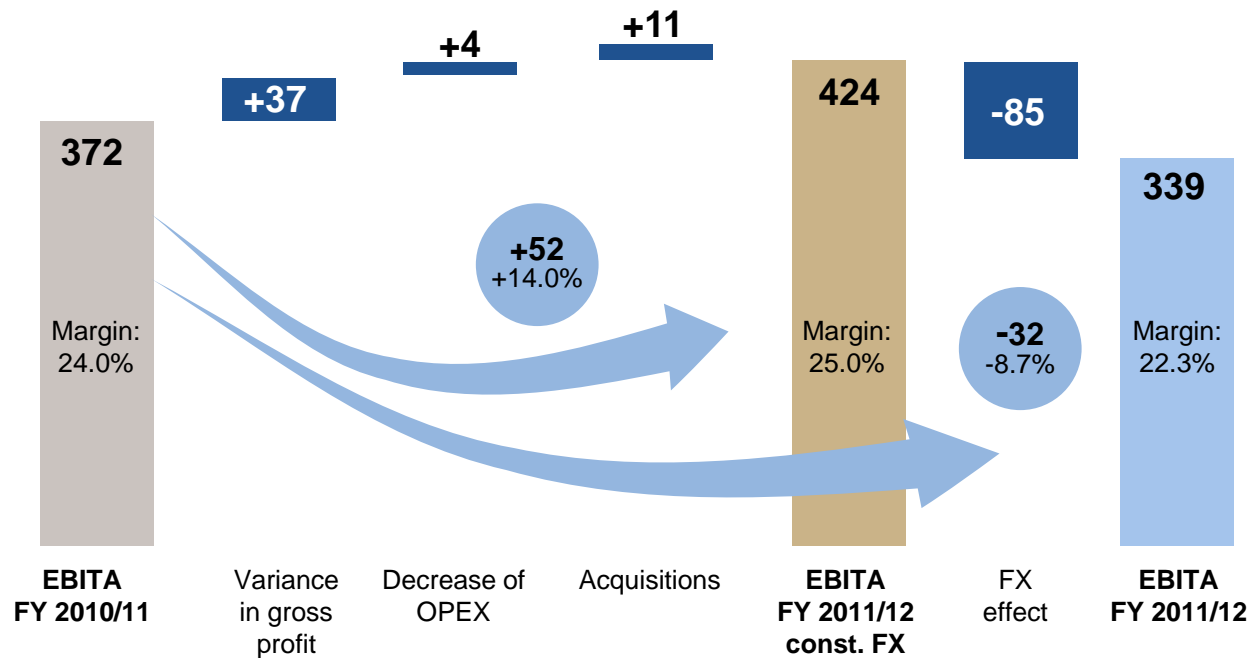 +4
+11
+37
424
-85
372
339
+52
+14.0%
Margin:
24.0%
Margin:
25.0%
-32
-8.7%
Margin:
22.3%
EBITA
FY 2010/11
Variance
in gross
profit
Decrease of
OPEX
Acquisitions
EBITA
FY 2011/12
const. FX
FX
effect
EBITA
FY 2011/12